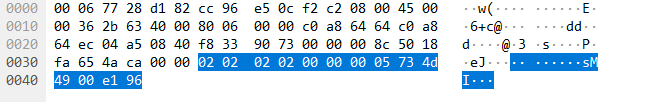 0000 00 06 77 28 d1 82 cc 96 e5 0c f2 c2 08 00 45 00 ··w(···· ······E·
0010 00 36 2b 63 40 00 80 06 00 00 c0 a8 64 64 c0 a8 ·6+c@··· ····dd··
0020 64 ec 04 a5 08 40 f8 33 90 73 00 00 00 8c 50 18 d····@·3 ·s····P·
0030 fa 65 4a ca 00 00 02 02 02 02 00 00 00 05 73 4d ·eJ····· ······sM
0040 49 00 e1 96 I···